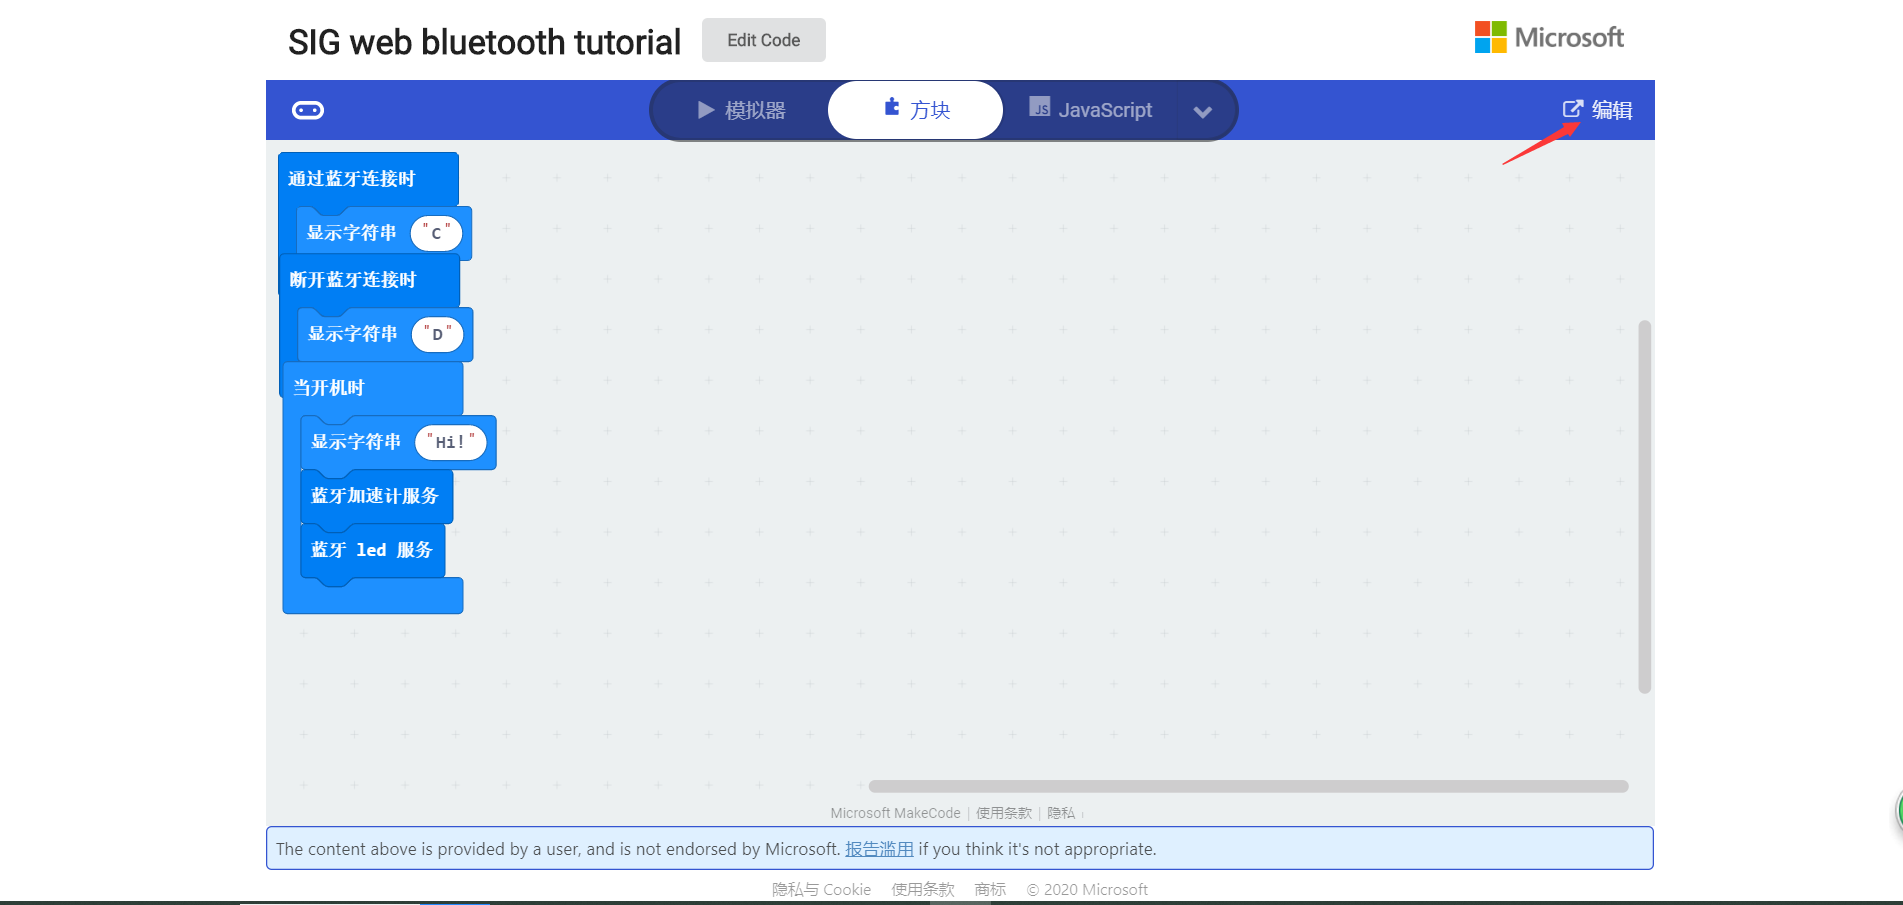 SIG web bluetooth tutorial
Edit Code
Microsoft
模拟器
方块
JS JavaScript
编辑
通过蓝牙连接时
显示字符串 "C"
断开蓝牙连接时
显示字符串 "D"
当开机时
显示字符串 "Hi!"
蓝牙加速计服务
蓝牙 led 服务
Microsoft MakeCode | 使用条款 | 隐私
The content above is provided by a user, and is not endorsed by Microsoft. 报告滥用 if you think it's not appropriate.
隐私与 Cookie 使用条款 商标 © 2020 Microsoft